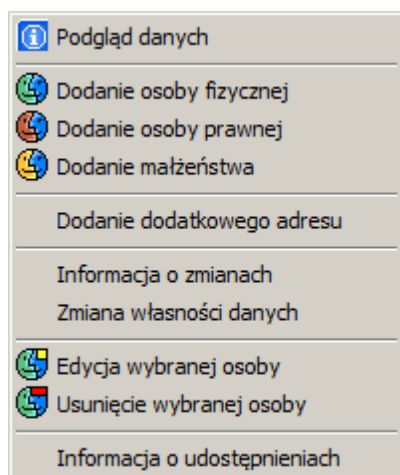 Podgląd danych
Dodanie osoby fizycznej
Dodanie osoby prawnej
Dodanie małżeństwa
Dodanie dodatkowego adresu
Informacja o zmianach
Zmiana własności danych
Edycja wybranej osoby
Usunięcie wybranej osoby
Informacja o udostępnieniach